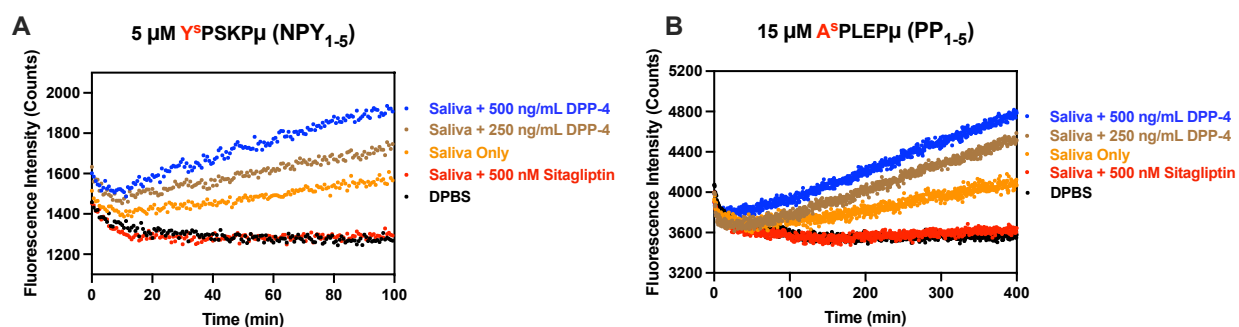 A
5 µM YˢPSKPµ (NPY₁₋₅)
Fluorescence Intensity (Counts)
2000
1800
1600
1400
1200
0
20
40
60
80
100
Time (min)
Saliva + 500 ng/mL DPP-4
Saliva + 250 ng/mL DPP-4
Saliva Only
Saliva + 500 nM Sitagliptin
DPBS
B
15 µM AˢPLEPµ (PP₁₋₅)
Fluorescence Intensity (Counts)
5200
4800
4400
4000
3600
3200
0
100
200
300
400
Time (min)
Saliva + 500 ng/mL DPP-4
Saliva + 250 ng/mL DPP-4
Saliva Only
Saliva + 500 nM Sitagliptin
DPBS